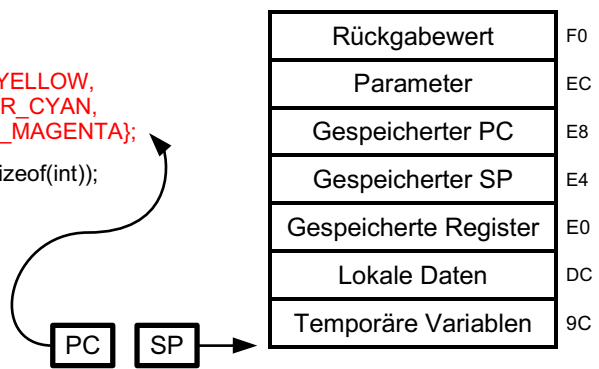 YELLOW,
R_CYAN,
_MAGENTA};
izeof(int));
Rückgabewert F0
Parameter EC
Gespeicherter PC E8
Gespeicherter SP E4
Gespeicherte Register E0
Lokale Daten DC
Temporäre Variablen 9C
PC SP